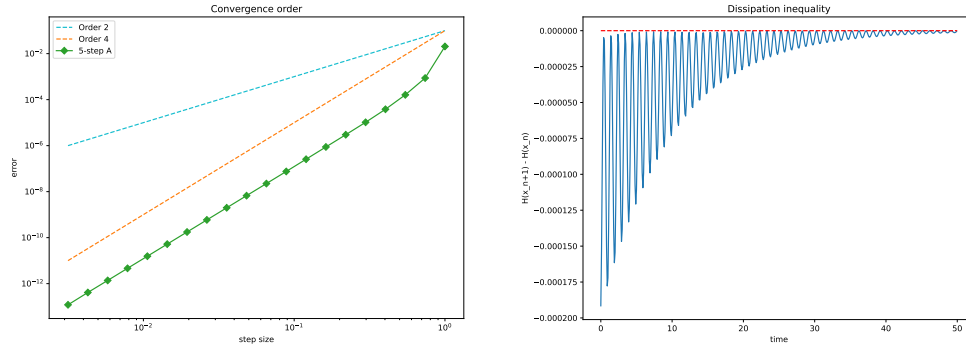 Convergence order
Order 2
Order 4
5-step A
10⁻²
10⁻⁴
10⁻⁶
10⁻⁸
10⁻¹⁰
10⁻¹²
error
10⁻²
10⁻¹
10⁰
step size
Dissipation inequality
0.000000
−0.000025
−0.000050
−0.000075
−0.000100
−0.000125
−0.000150
−0.000175
−0.000200
H(x_n+1) - H(x_n)
0
10
20
30
40
50
time